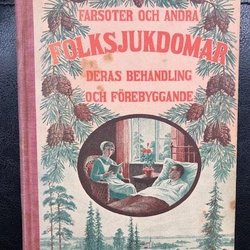 FARSOTER OCH ANDRA
FOLKSJUKDOMAR
DERAS BEHANDLING
OCH FÖREBYGGANDE